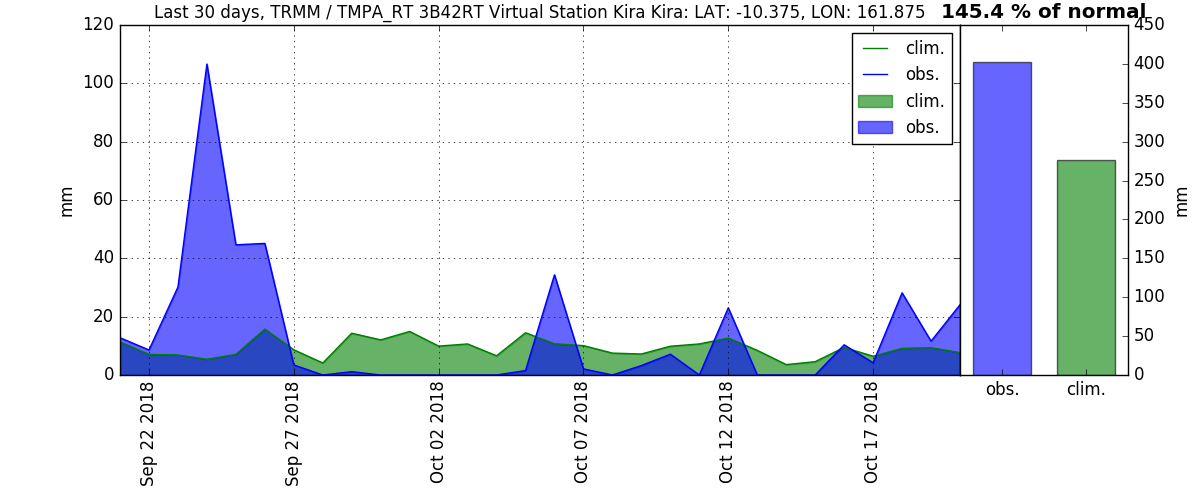 Last 30 days, TRMM / TMPA_RT 3B42RT Virtual Station Kira Kira: LAT: -10.375, LON: 161.875 145.4 % of normal
120
100
80
60
40
20
0
mm
clim.
obs.
clim.
obs.
Sep 22 2018
Sep 27 2018
Oct 02 2018
Oct 07 2018
Oct 12 2018
Oct 17 2018
450
400
350
300
250
200
150
100
50
0
mm
obs.
clim.